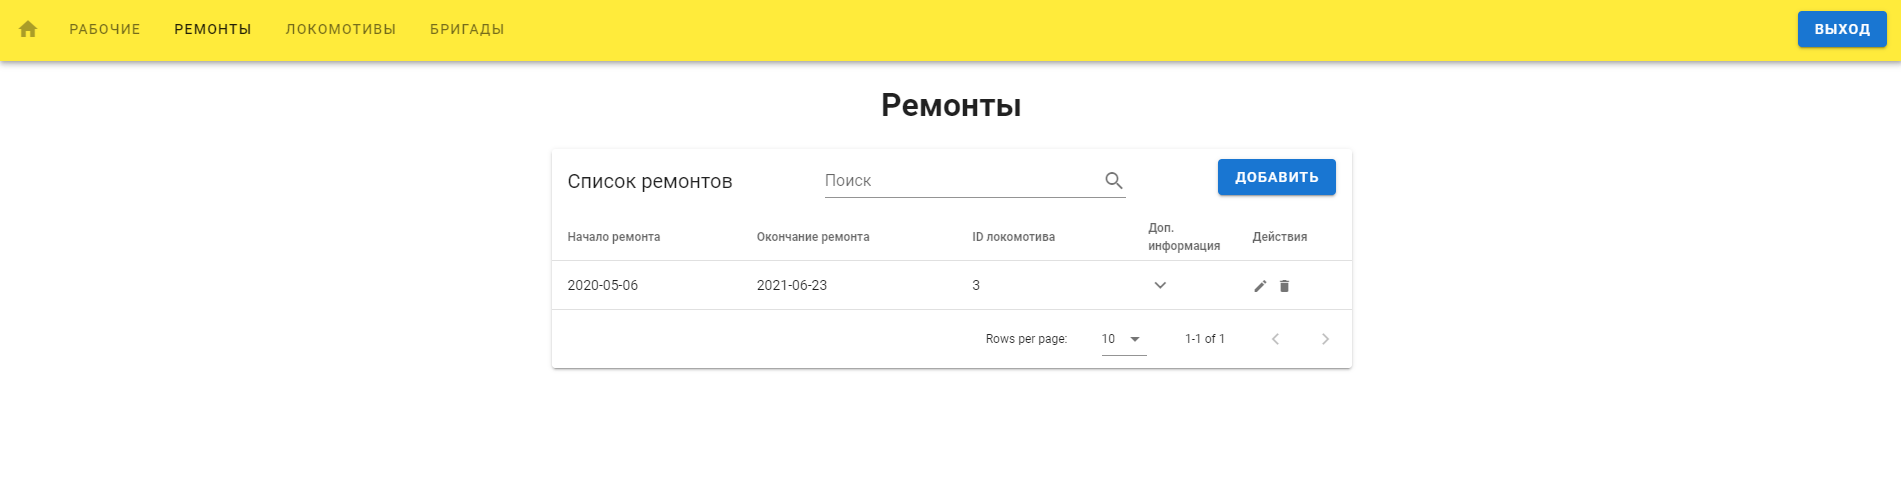 РАБОЧИЕ РЕМОНТЫ ЛОКОМОТИВЫ БРИГАДЫ ВЫХОД
Ремонты
Список ремонтов Поиск ДОБАВИТЬ
Начало ремонта Окончание ремонта ID локомотива Доп. информация Действия
2020-05-06 2021-06-23 3
Rows per page: 10 1-1 of 1